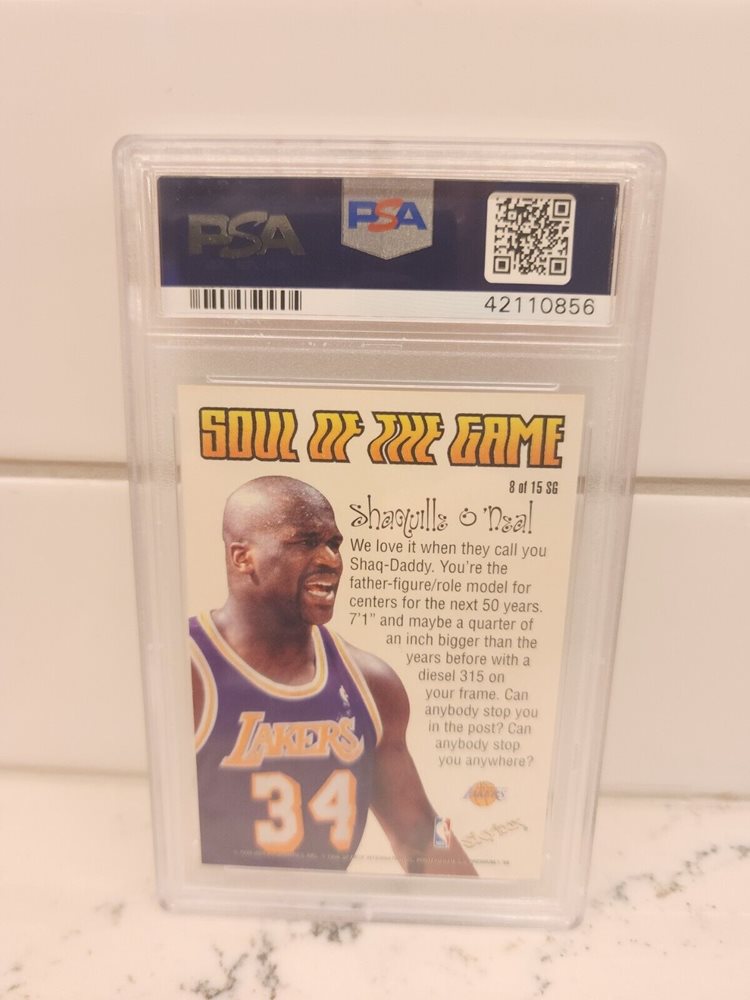 PSA
PSA
42110856
SOUL OF THE GAME
8 of 15 SG
Shaquille O'Neal
We love it when they call you
Shaq-Daddy. You're the
father-figure/role model for
centers for the next 50 years.
7'1" and maybe a quarter of
an inch bigger than the
years before with a
diesel 315 on
your frame. Can
anybody stop you
in the post? Can
anybody stop
you anywhere?
LAKERS
34
LAKERS